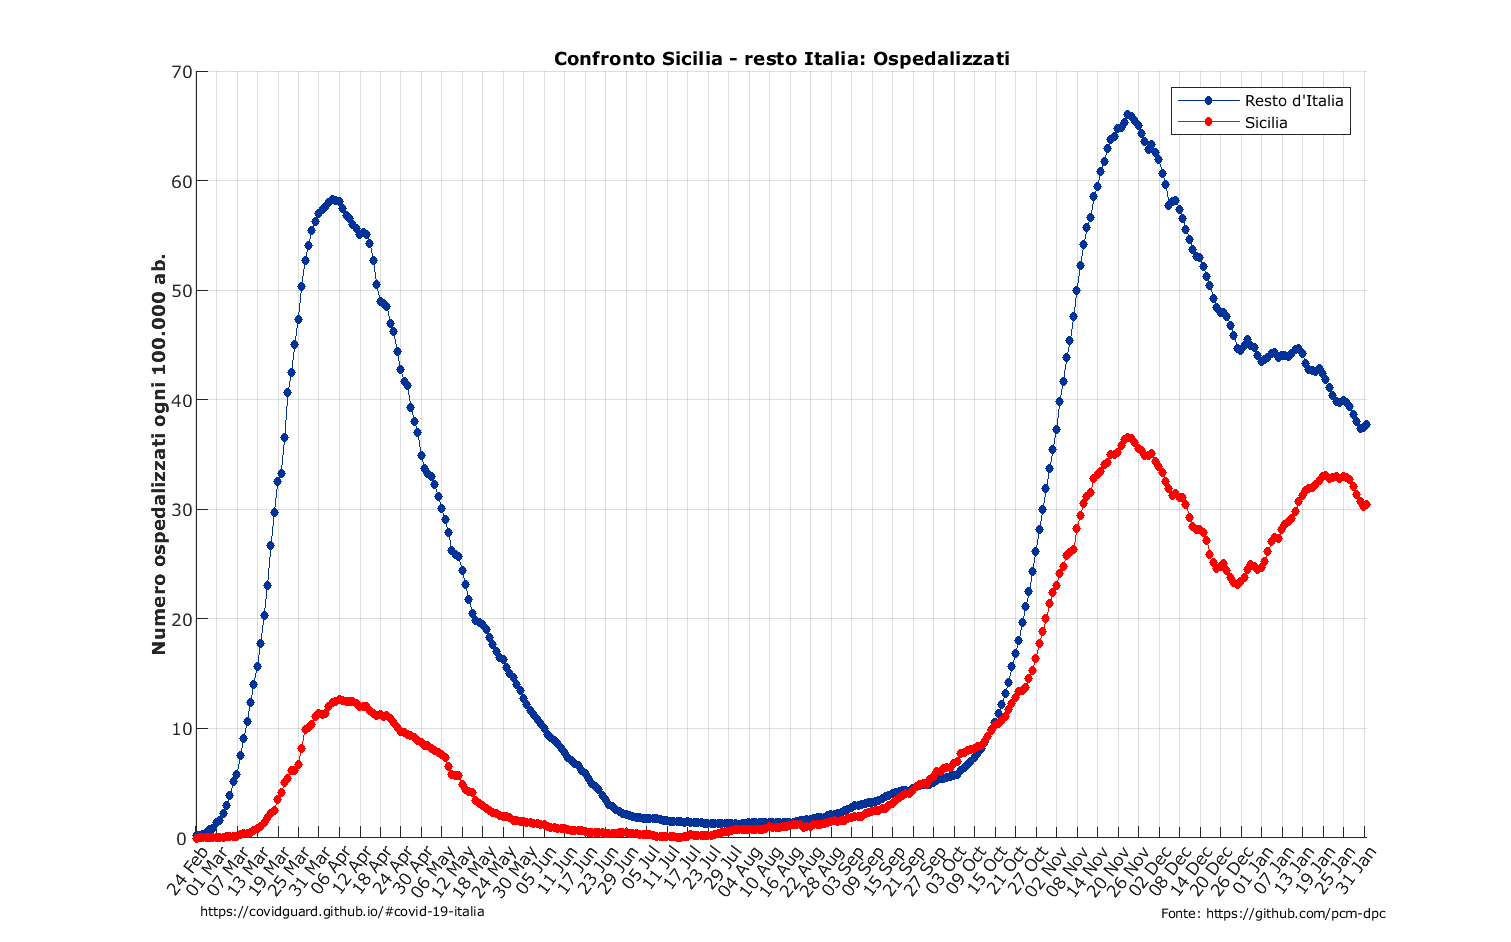 Confronto Sicilia - resto Italia: Ospedalizzati
Resto d'Italia
Sicilia
Numero ospedalizzati ogni 100.000 ab.
70
60
50
40
30
20
10
0
24 Feb
01 Mar
07 Mar
13 Mar
19 Mar
25 Mar
31 Mar
06 Apr
12 Apr
18 Apr
24 Apr
30 Apr
06 May
12 May
18 May
24 May
30 May
05 Jun
11 Jun
17 Jun
23 Jun
29 Jun
05 Jul
11 Jul
17 Jul
23 Jul
29 Jul
04 Aug
10 Aug
16 Aug
22 Aug
28 Aug
03 Sep
09 Sep
15 Sep
21 Sep
27 Sep
03 Oct
09 Oct
15 Oct
21 Oct
27 Oct
02 Nov
08 Nov
14 Nov
20 Nov
26 Nov
02 Dec
08 Dec
14 Dec
20 Dec
26 Dec
01 Jan
07 Jan
13 Jan
19 Jan
25 Jan
31 Jan
https://covidguard.github.io/#covid-19-italia
Fonte: https://github.com/pcm-dpc